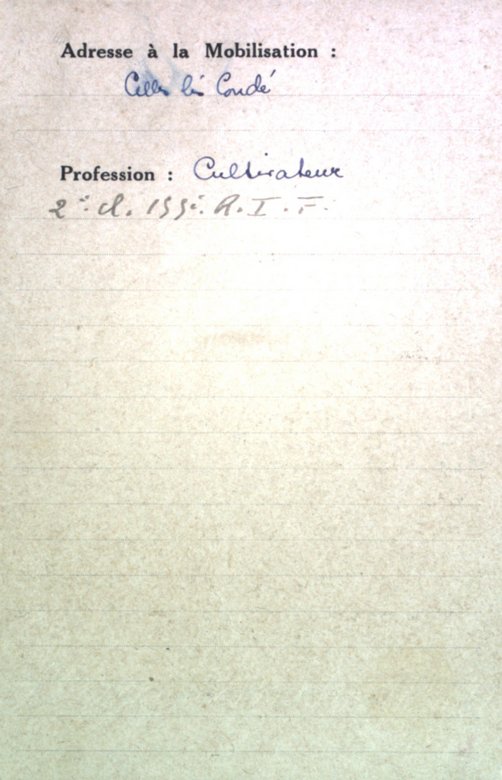 Adresse à la Mobilisation :
Celles lès Condé
Profession : Cultivateur
2e. cl. 155e. R. I. F.